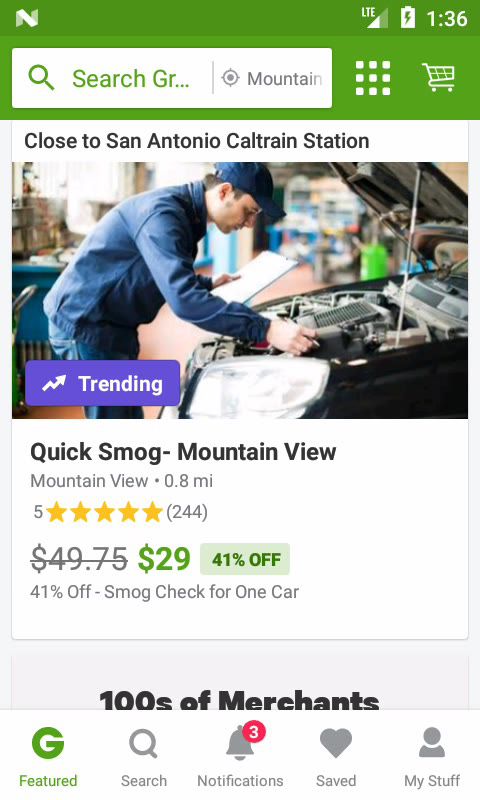 LTE 1:36
Search Gr... Mountain
Close to San Antonio Caltrain Station
Trending
Quick Smog- Mountain View
Mountain View • 0.8 mi
5 (244)
$49.75 $29 41% OFF
41% Off - Smog Check for One Car
100s of Merchants
3
Featured Search Notifications Saved My Stuff